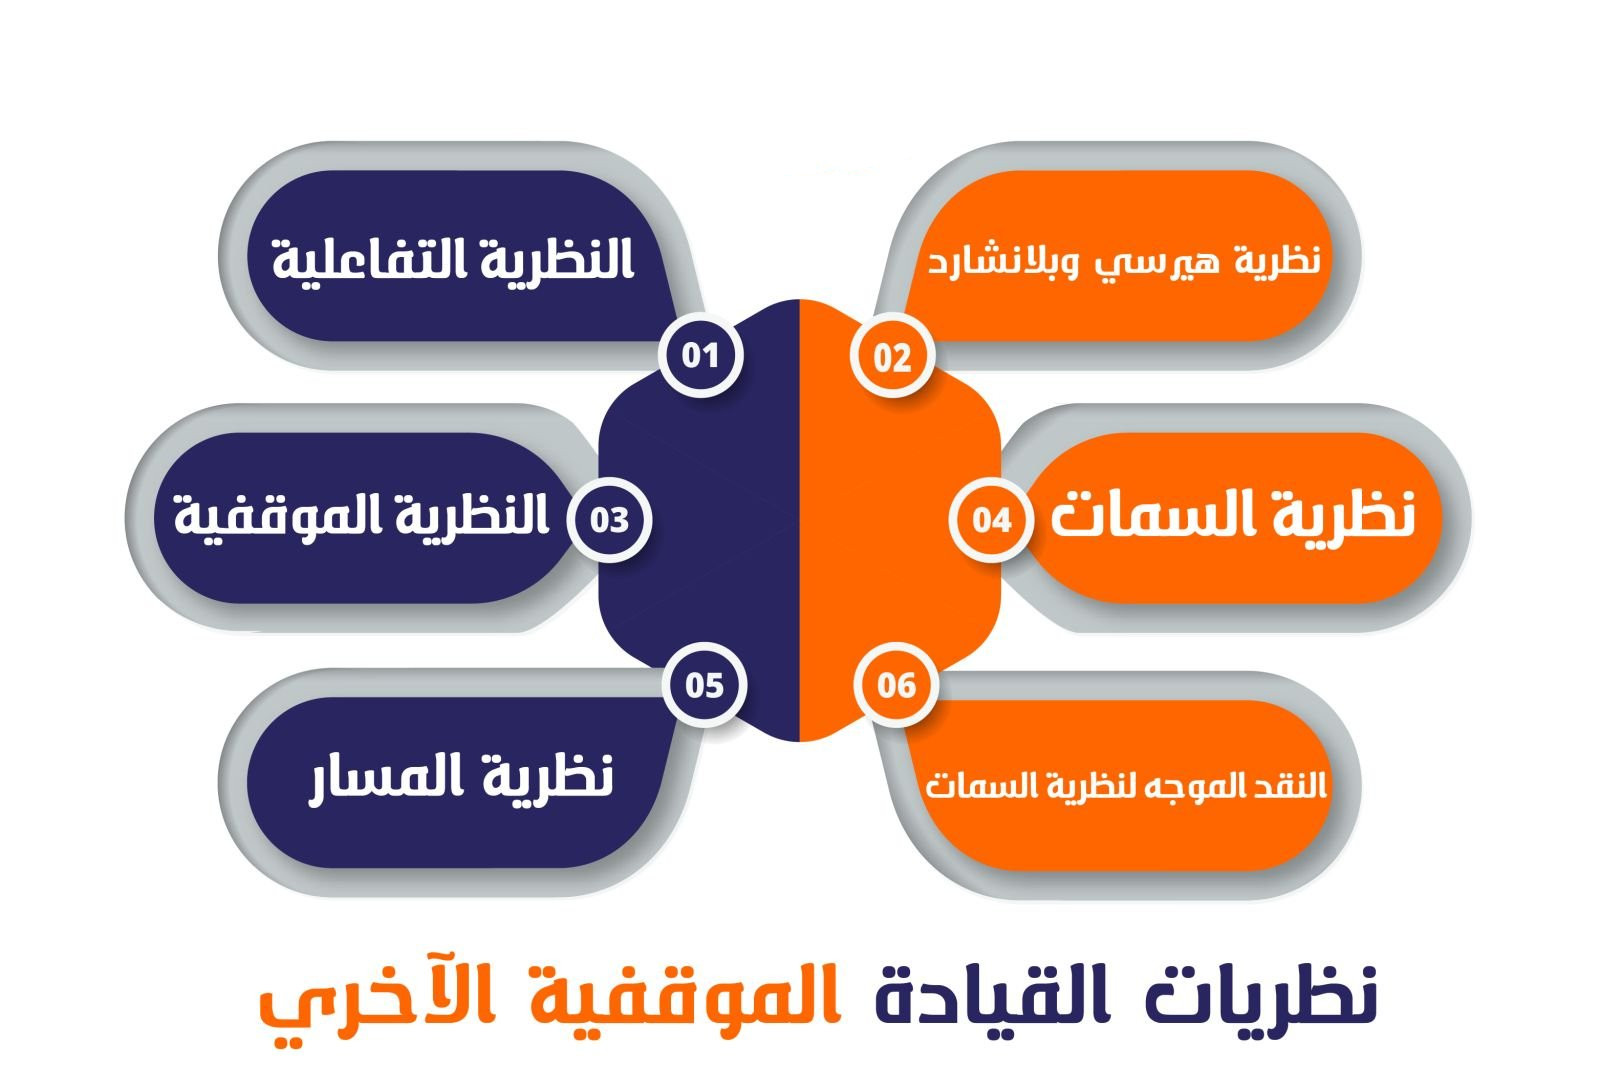 النظرية التفاعلية
01
نظرية هيرسي وبلانشارد
02
النظرية الموقفية
03
نظرية السمات
04
نظرية المسار
05
النقد الموجه لنظرية السمات
06
نظريات القيادة الموقفية الآخري